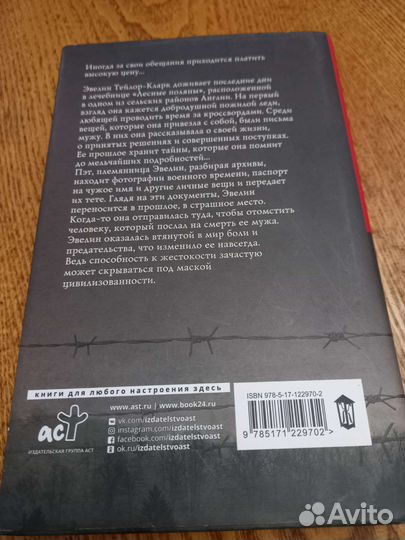 Иногда за свои обещания приходится платить
высокую цену...
Эвелин Тейлор-Кларк доживает последние дни
в лечебнице «Лесные поляны», расположенной
в одном из сельских районов Англии. На первый
взгляд она кажется добродушной пожилой леди,
любящей проводить время за кроссвордами. Среди
вещей, которые она привезла с собой, были письма
мужу. В них она рассказывала о своей жизни,
о принятых решениях и совершенных поступках.
Ее прошлое хранит тайны, которые она помнит
до мельчайших подробностей...
Пэт, племянница Эвелин, разбирая архивы,
находит фотографии военного времени, паспорт
на чужое имя и другие личные вещи и передает
их тете. Глядя на эти документы, Эвелин
переносится в прошлое, в страшное место.
Когда-то она отправилась туда, чтобы отомстить
человеку, который послал на смерть ее мужа.
Эвелин оказалась втянутой в мир боли и
предательства, что изменило ее навсегда.
Ведь способность к жестокости зачастую
может скрываться под маской
цивилизованности.
книги для любого настроения здесь
аст
ИЗДАТЕЛЬСКАЯ ГРУППА АСТ
www.ast.ru | www.book24.ru
vk.com/izdatelstvoast
instagram.com/izdatelstvoast
facebook.com/izdatelstvoast
ok.ru/izdatelstvoast
ISBN 978-5-17-122970-2
9 785171 229702 >
Avito